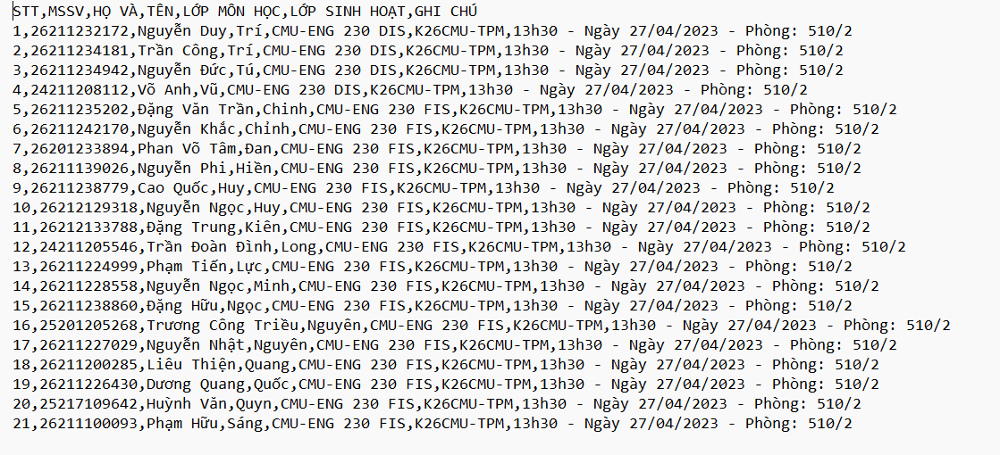 STT,MSSV,HỌ VÀ,TÊN,LỚP MÔN HỌC,LỚP SINH HOẠT,GHI CHÚ
1,26211232172,Nguyễn Duy,Trí,CMU-ENG 230 DIS,K26CMU-TPM,13h30 - Ngày 27/04/2023 - Phòng: 510/2
2,26211234181,Trần Công,Trí,CMU-ENG 230 DIS,K26CMU-TPM,13h30 - Ngày 27/04/2023 - Phòng: 510/2
3,26211234942,Nguyễn Đức,Tú,CMU-ENG 230 DIS,K26CMU-TPM,13h30 - Ngày 27/04/2023 - Phòng: 510/2
4,24211208112,Võ Anh,Vũ,CMU-ENG 230 DIS,K26CMU-TPM,13h30 - Ngày 27/04/2023 - Phòng: 510/2
5,26211235202,Đặng Văn Trần,Chinh,CMU-ENG 230 FIS,K26CMU-TPM,13h30 - Ngày 27/04/2023 - Phòng: 510/2
6,26211242170,Nguyễn Khắc,Chỉnh,CMU-ENG 230 FIS,K26CMU-TPM,13h30 - Ngày 27/04/2023 - Phòng: 510/2
7,26201233894,Phan Võ Tâm,Đan,CMU-ENG 230 FIS,K26CMU-TPM,13h30 - Ngày 27/04/2023 - Phòng: 510/2
8,26211139026,Nguyễn Phi,Hiền,CMU-ENG 230 FIS,K26CMU-TPM,13h30 - Ngày 27/04/2023 - Phòng: 510/2
9,26211238779,Cao Quốc,Huy,CMU-ENG 230 FIS,K26CMU-TPM,13h30 - Ngày 27/04/2023 - Phòng: 510/2
10,26212129318,Nguyễn Ngọc,Huy,CMU-ENG 230 FIS,K26CMU-TPM,13h30 - Ngày 27/04/2023 - Phòng: 510/2
11,26212133788,Đặng Trung,Kiên,CMU-ENG 230 FIS,K26CMU-TPM,13h30 - Ngày 27/04/2023 - Phòng: 510/2
12,24211205546,Trần Đoàn Đình,Long,CMU-ENG 230 FIS,K26CMU-TPM,13h30 - Ngày 27/04/2023 - Phòng: 510/2
13,26211224999,Phạm Tiến,Lực,CMU-ENG 230 FIS,K26CMU-TPM,13h30 - Ngày 27/04/2023 - Phòng: 510/2
14,26211228558,Nguyễn Ngọc,Minh,CMU-ENG 230 FIS,K26CMU-TPM,13h30 - Ngày 27/04/2023 - Phòng: 510/2
15,26211238860,Đặng Hữu,Ngọc,CMU-ENG 230 FIS,K26CMU-TPM,13h30 - Ngày 27/04/2023 - Phòng: 510/2
16,25201205268,Trương Công Triều,Nguyên,CMU-ENG 230 FIS,K26CMU-TPM,13h30 - Ngày 27/04/2023 - Phòng: 510/2
17,26211227029,Nguyễn Nhật,Nguyên,CMU-ENG 230 FIS,K26CMU-TPM,13h30 - Ngày 27/04/2023 - Phòng: 510/2
18,26211200285,Liêu Thiện,Quang,CMU-ENG 230 FIS,K26CMU-TPM,13h30 - Ngày 27/04/2023 - Phòng: 510/2
19,26211226430,Dương Quang,Quốc,CMU-ENG 230 FIS,K26CMU-TPM,13h30 - Ngày 27/04/2023 - Phòng: 510/2
20,25217109642,Huỳnh Văn,Quyn,CMU-ENG 230 FIS,K26CMU-TPM,13h30 - Ngày 27/04/2023 - Phòng: 510/2
21,26211100093,Phạm Hữu,Sáng,CMU-ENG 230 FIS,K26CMU-TPM,13h30 - Ngày 27/04/2023 - Phòng: 510/2